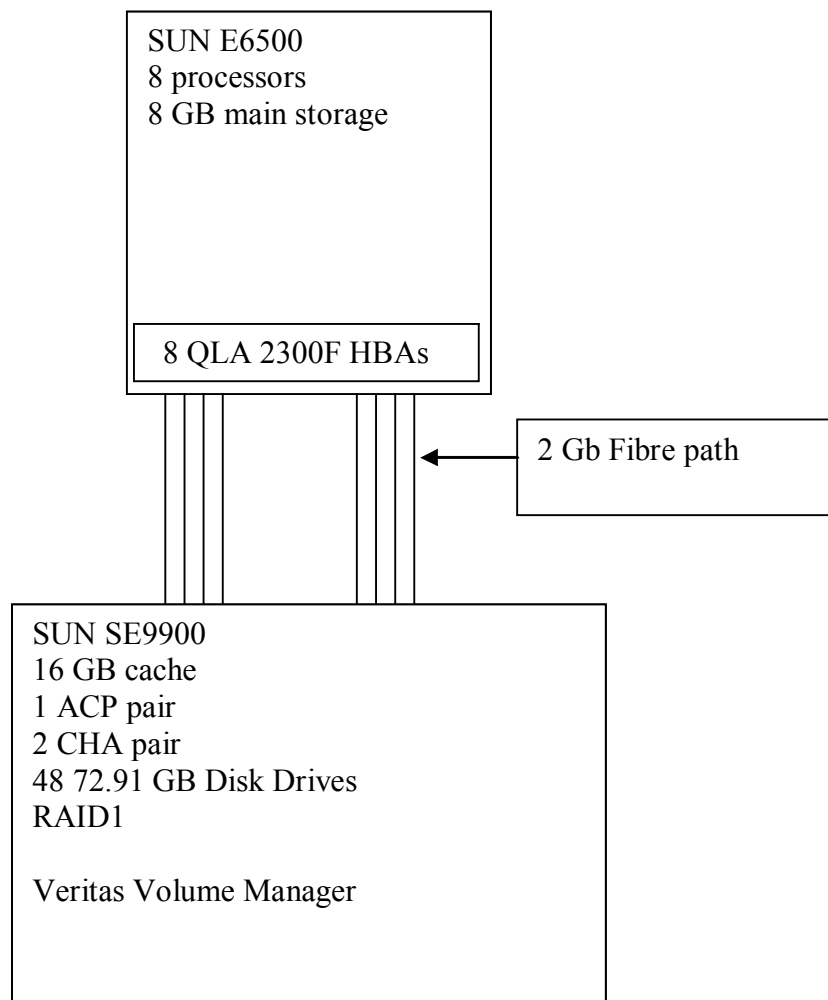 SUN E6500
8 processors
8 GB main storage
8 QLA 2300F HBAs
2 Gb Fibre path
SUN SE9900
16 GB cache
1 ACP pair
2 CHA pair
48 72.91 GB Disk Drives
RAID1
Veritas Volume Manager